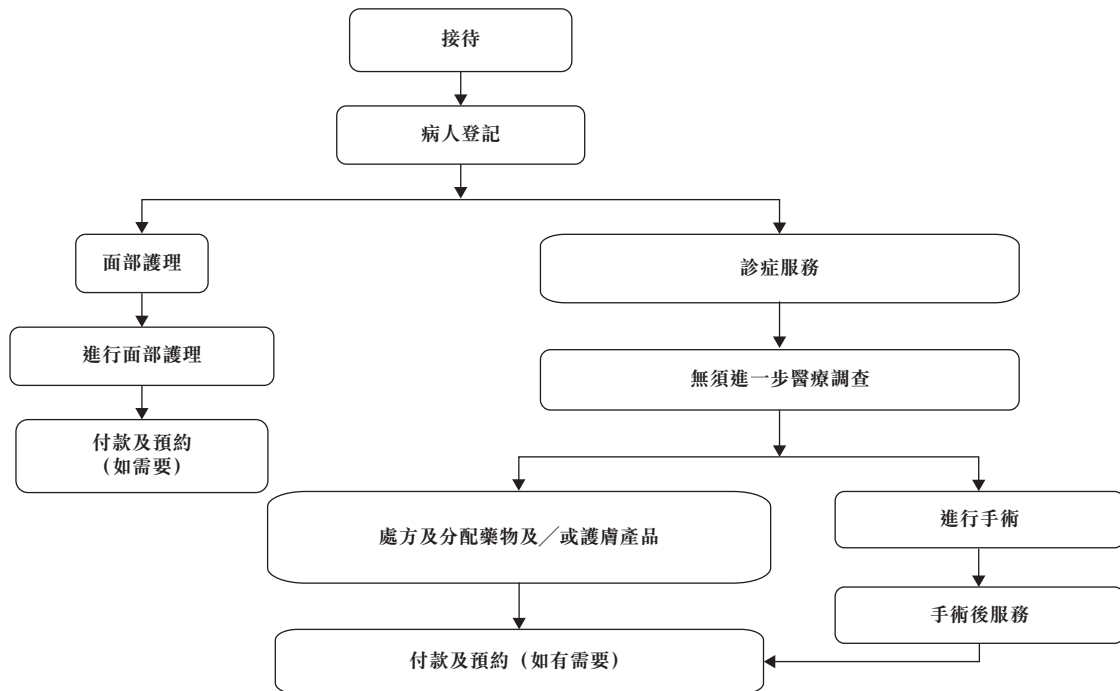 接待
病人登記
面部護理
診症服務
進行面部護理
無須進一步醫療調查
付款及預約
（如需要）
處方及分配藥物及／或護膚產品
進行手術
手術後服務
付款及預約（如有需要）